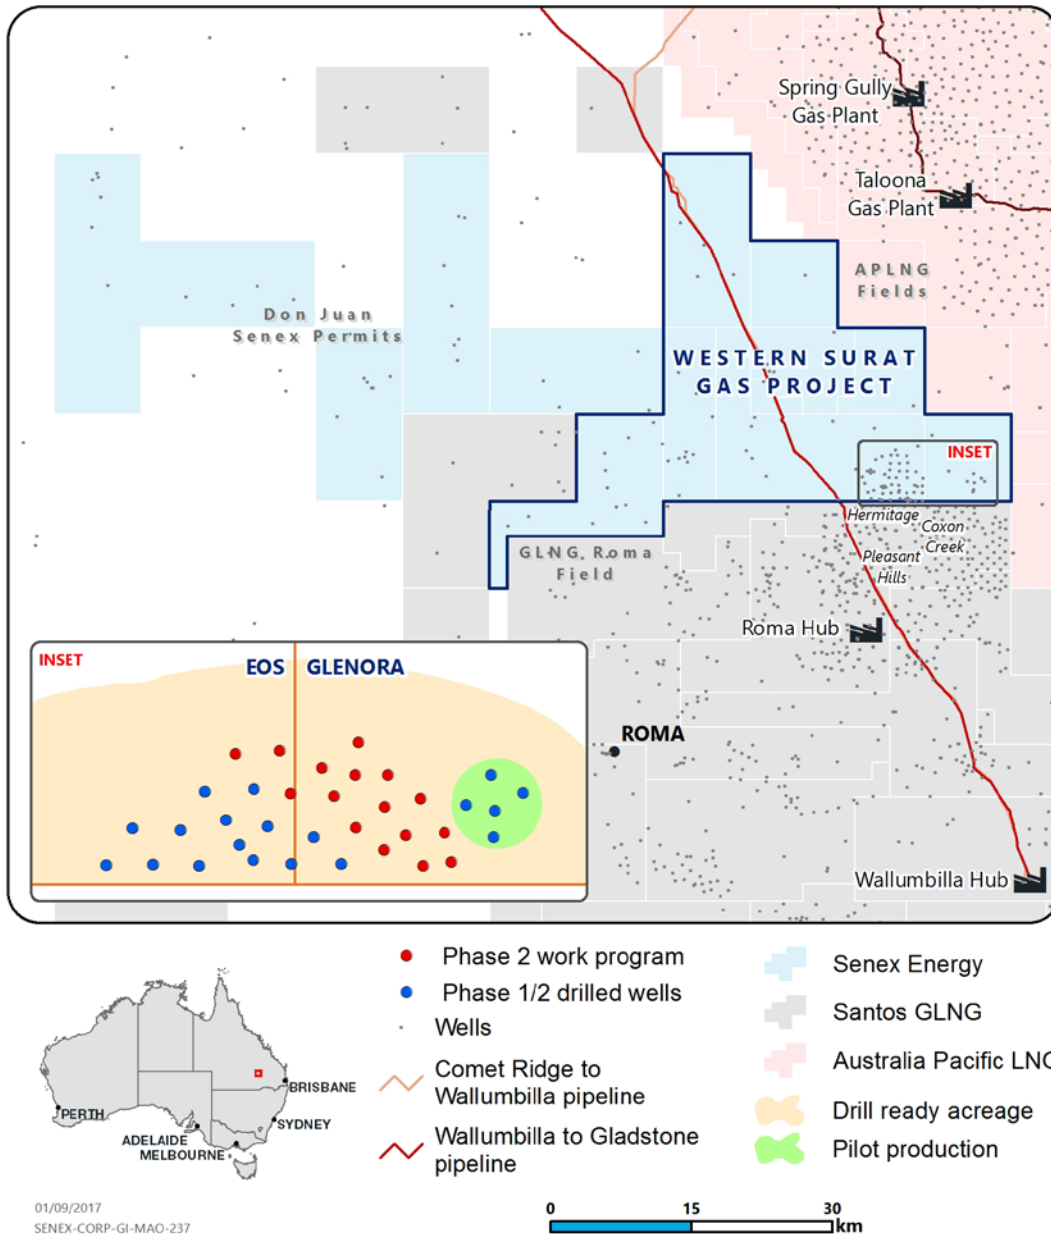 Spring Gully
Gas Plant
Taloona
Gas Plant
APLNG
Fields
Don Juan
Senex Permits
WESTERN SURAT
GAS PROJECT
INSET
Hermitage
Coxon
Creek
Pleasant
Hills
GLNG Roma
Field
Roma Hub
ROMA
Wallumbilla Hub
INSET
EOS
GLENORA
Phase 2 work program
Phase 1/2 drilled wells
Wells
Comet Ridge to
Wallumbilla pipeline
Wallumbilla to Gladstone
pipeline
Senex Energy
Santos GLNG
Australia Pacific LNG
Drill ready acreage
Pilot production
BRISBANE
PERTH
SYDNEY
ADELAIDE
MELBOURNE
01/09/2017
SENEX-CORP-GI-MAO-237
0 15 30
km